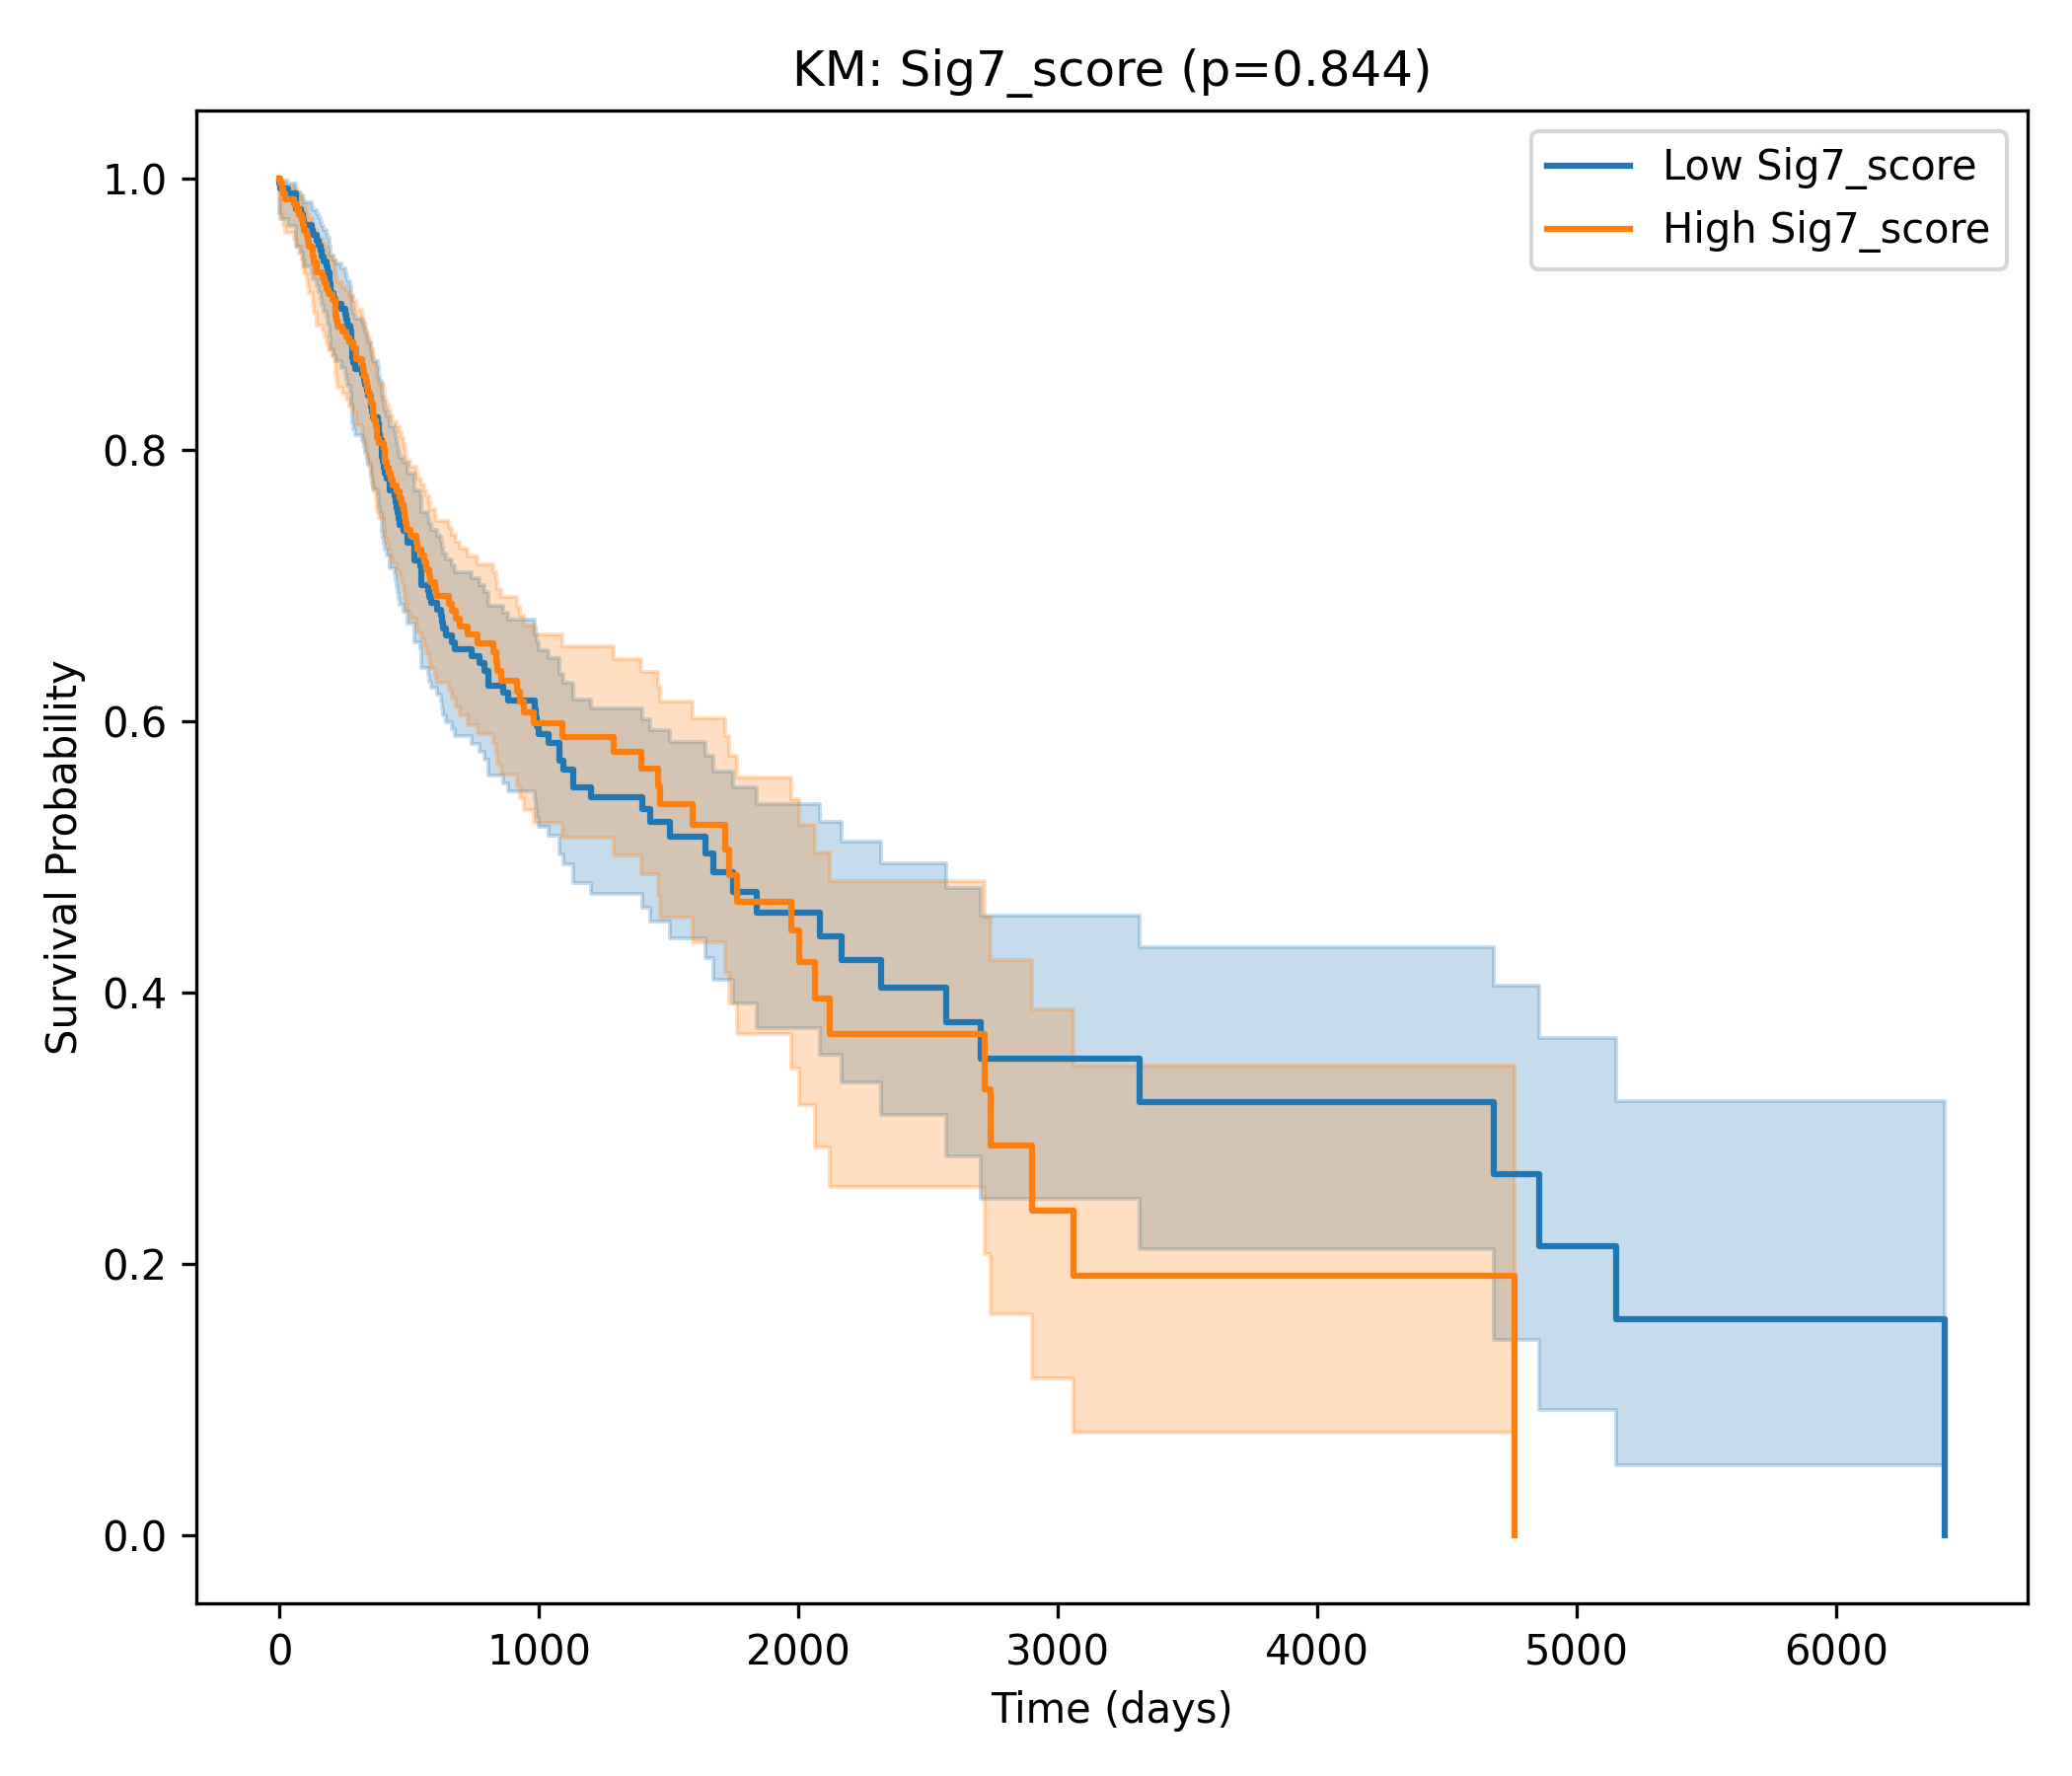 KM: Sig7_score (p=0.844)
Low Sig7_score
High Sig7_score
Survival Probability
1.0
0.8
0.6
0.4
0.2
0.0
0 1000 2000 3000 4000 5000 6000
Time (days)